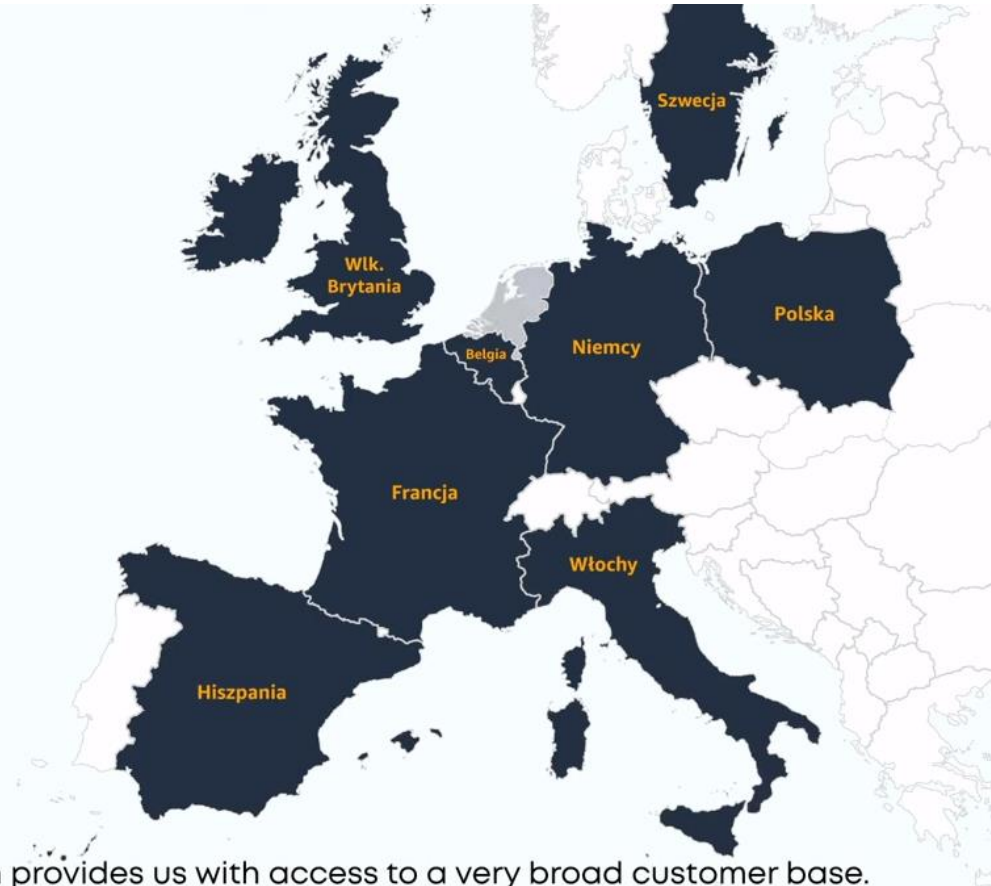 Szwecja
Wlk.
Brytania
Polska
Niemcy
Belgia
Francja
Włochy
Hiszpania
provides us with access to a very broad customer base.